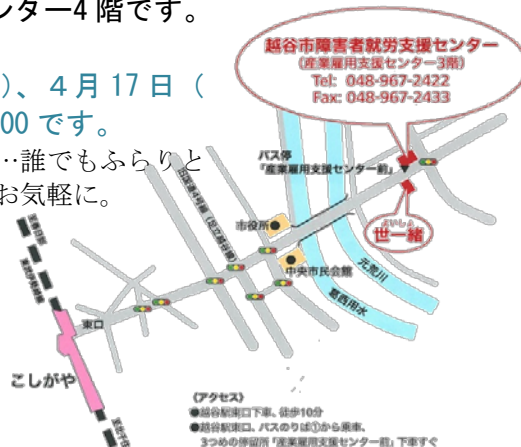 ンター4 階です。
)、４月 17 日（
00 です。
…誰でもふらりと
お気軽に。
越谷市障害者就労支援センター
(産業雇用支援センター3階)
Tel: 048-967-2422
Fax: 048-967-2433
バス停
「産業雇用支援センター前」
市役所
世一緒
中央市民会館
元荒川
葛西用水
東口
こしがや
《アクセス》
●越谷駅東口下車、徒歩10分
●越谷駅東口、バスのりば①から乗車、
3つめの停留所「産業雇用支援センター前」下車すぐ